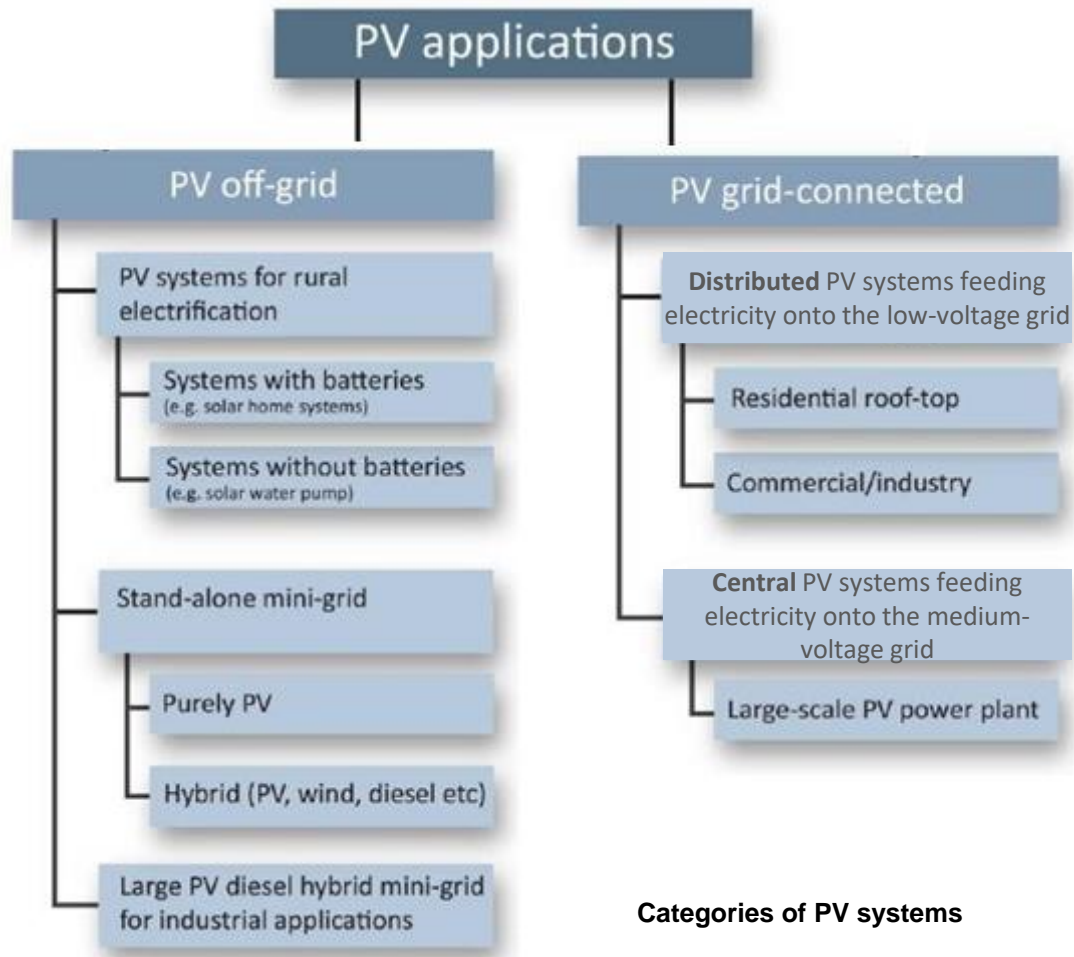 PV applications
PV off-grid
PV systems for rural
electrification
Systems with batteries
(e.g. solar home systems)
Systems without batteries
(e.g. solar water pump)
Stand-alone mini-grid
Purely PV
Hybrid (PV, wind, diesel etc)
Large PV diesel hybrid mini-grid
for industrial applications
PV grid-connected
Distributed PV systems feeding
electricity onto the low-voltage grid
Residential roof-top
Commercial/industry
Central PV systems feeding
electricity onto the medium-
voltage grid
Large-scale PV power plant
Categories of PV systems